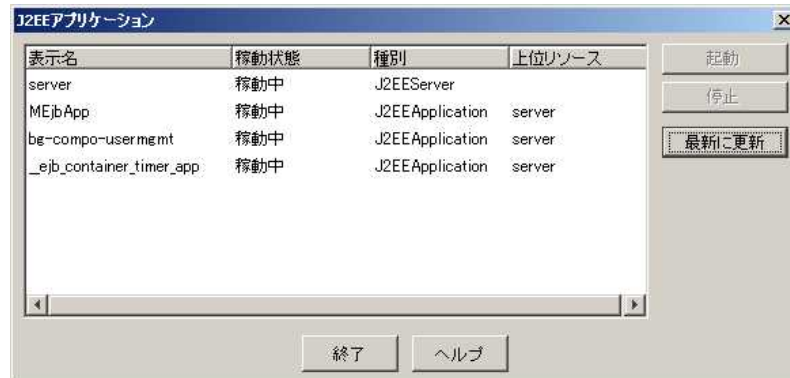 J2EEアプリケーション
表示名 稼動状態 種別 上位リソース
server 稼動中 J2EEServer
MEjbApp 稼動中 J2EEApplication server
bg-compo-usermgmt 稼動中 J2EEApplication server
_ejb_container_timer_app 稼動中 J2EEApplication server
起動
停止
最新に更新
終了 ヘルプ